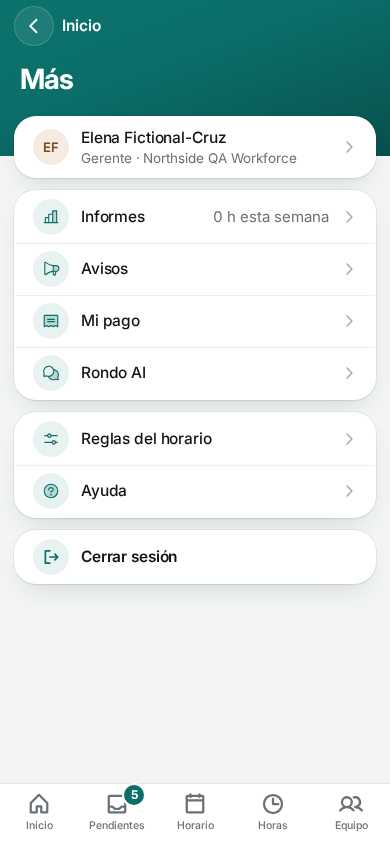 Inicio
Más
EF
Elena Fictional-Cruz
Gerente · Northside QA Workforce
Informes
0 h esta semana
Avisos
Mi pago
Rondo AI
Reglas del horario
Ayuda
Cerrar sesión
5
Inicio
Pendientes
Horario
Horas
Equipo